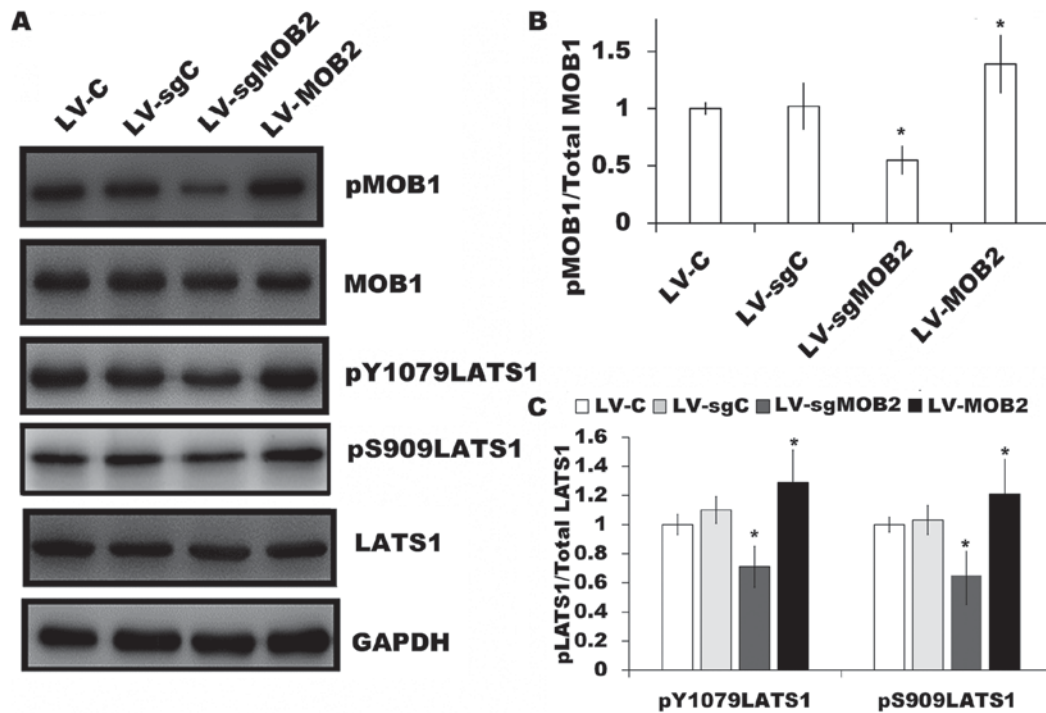 A
LV-C
LV-sgC
LV-sgMOB2
LV-MOB2
pMOB1
MOB1
pY1079LATS1
pS909LATS1
LATS1
GAPDH
B
pMOB1/Total MOB1
1.5
1
0.5
0
*
*
LV-C
LV-sgC
LV-sgMOB2
LV-MOB2
C
LV-C LV-sgC LV-sgMOB2 LV-MOB2
pLATS1/Total LATS1
1.6
1.4
1.2
1
0.8
0.6
0.4
0.2
0
*
*
*
*
pY1079LATS1 pS909LATS1